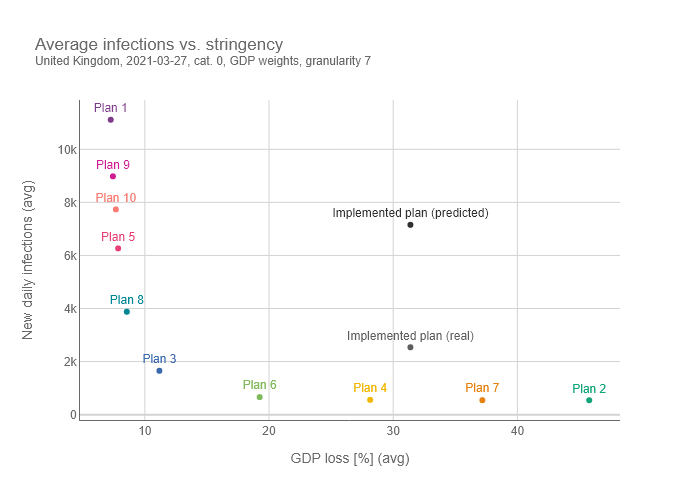 Average infections vs. stringency
United Kingdom, 2021-03-27, cat. 0, GDP weights, granularity 7
New daily infections (avg)
10k
8k
6k
4k
2k
0
Plan 1
Plan 9
Plan 10
Plan 5
Plan 8
Plan 3
Plan 6
Plan 4
Plan 7
Plan 2
Implemented plan (predicted)
Implemented plan (real)
10
20
30
40
GDP loss [%] (avg)